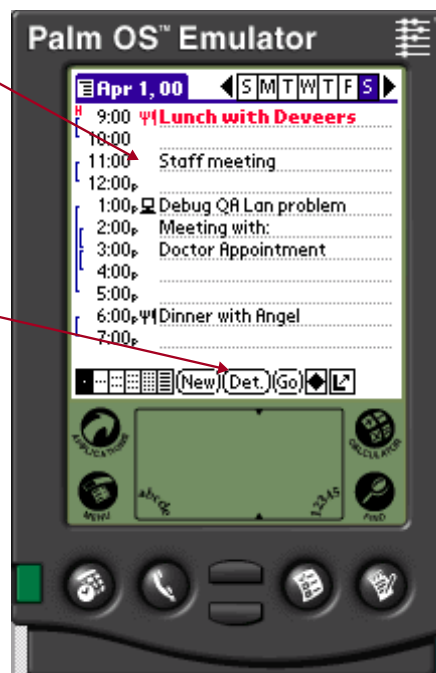 Palm OS™ Emulator
Apr 1, 00 S M T W T F S
H 9:00 Lunch with Deveers
10:00
11:00 Staff meeting
12:00P
1:00P Debug QA Lan problem
2:00P Meeting with:
3:00P Doctor Appointment
4:00P
5:00P
6:00P Dinner with Angel
7:00P
New Det. Go
APPLICATIONS CALCULATOR
MENU abcde 12345 FIND